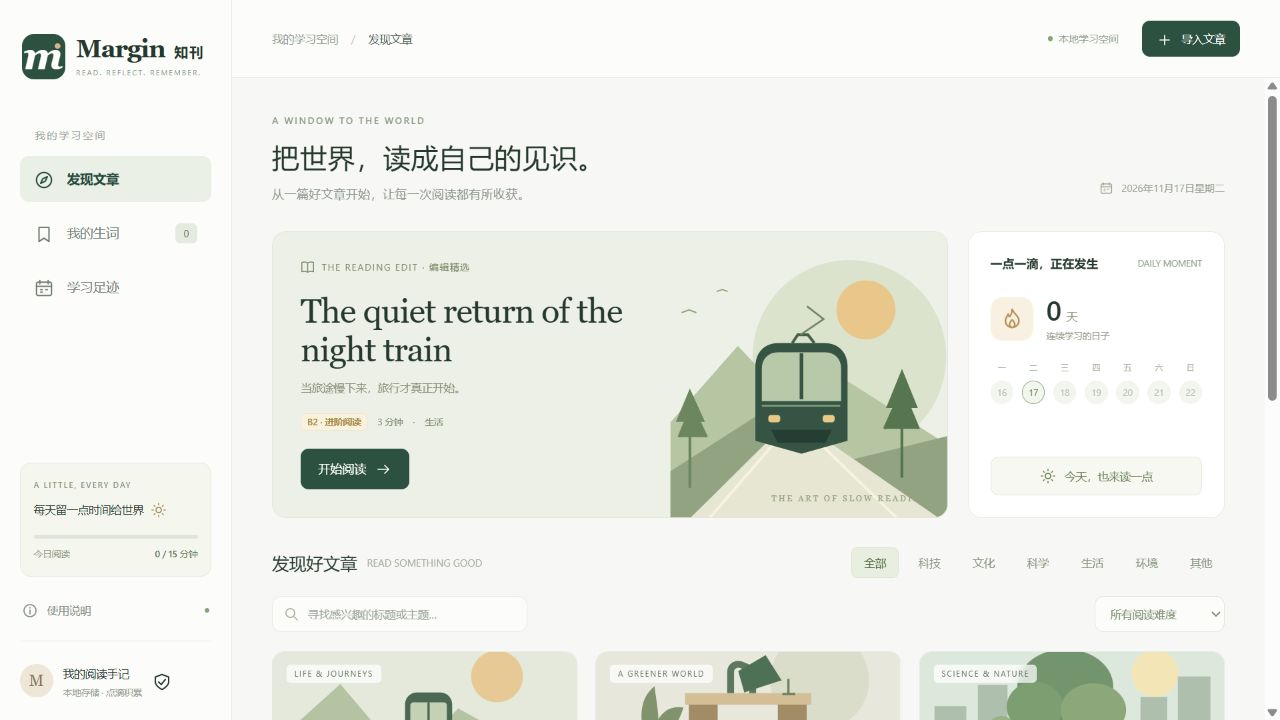 m
Margin 知刊
READ. REFLECT. REMEMBER.
我的学习空间
发现文章
我的生词
0
学习足迹
A LITTLE, EVERY DAY
每天留一点时间给世界
今日阅读
0 / 15 分钟
使用说明
M
我的阅读手记
本地存储 · 点滴积累
我的学习空间 / 发现文章
本地学习空间
导入文章
A WINDOW TO THE WORLD
把世界，读成自己的见识。
从一篇好文章开始，让每一次阅读都有所收获。
2026年11月17日星期二
THE READING EDIT · 编辑精选
The quiet return of the
night train
当旅途慢下来，旅行才真正开始。
B2 · 进阶阅读 3 分钟 · 生活
开始阅读 →
THE ART OF SLOW READI
一点一滴，正在发生
DAILY MOMENT
0 天
连续学习的日子
一 二 三 四 五 六 日
16 17 18 19 20 21 22
今天，也来读一点
发现好文章 READ SOMETHING GOOD
全部 科技 文化 科学 生活 环境 其他
寻找感兴趣的标题或主题...
所有阅读难度
LIFE & JOURNEYS
A GREENER WORLD
SCIENCE & NATURE